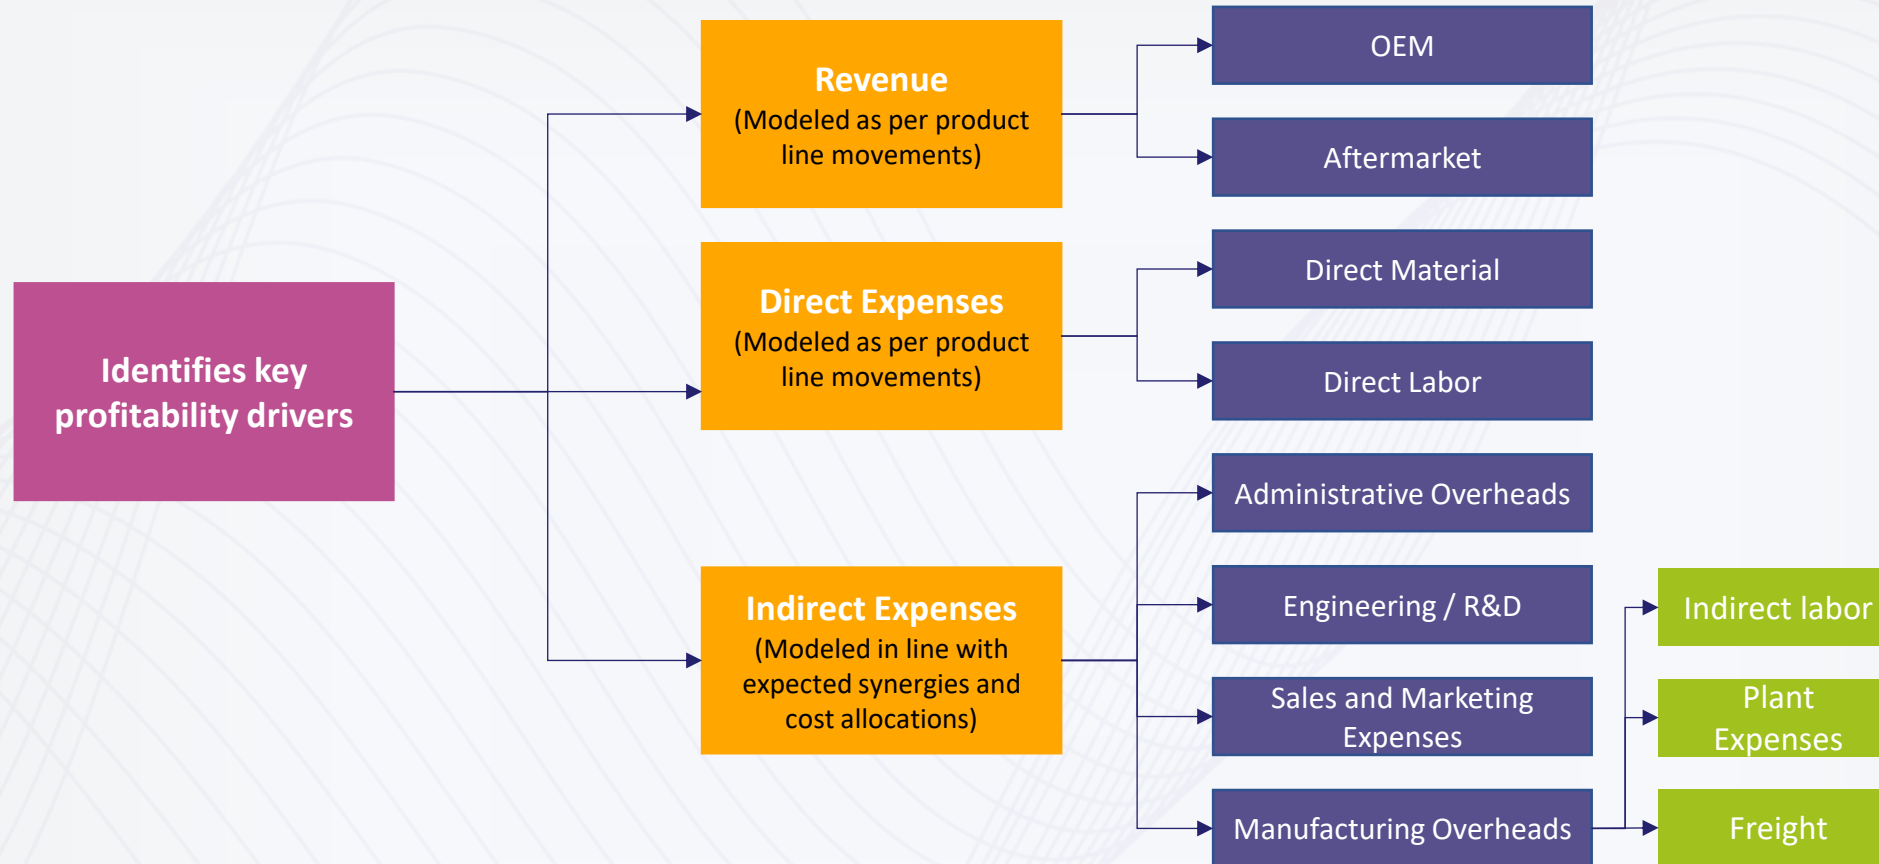 Identifies key
profitability drivers
Revenue
(Modeled as per product
line movements)
Direct Expenses
(Modeled as per product
line movements)
Indirect Expenses
(Modeled in line with
expected synergies and
cost allocations)
OEM
Aftermarket
Direct Material
Direct Labor
Administrative Overheads
Engineering / R&D
Sales and Marketing
Expenses
Manufacturing Overheads
Indirect labor
Plant
Expenses
Freight